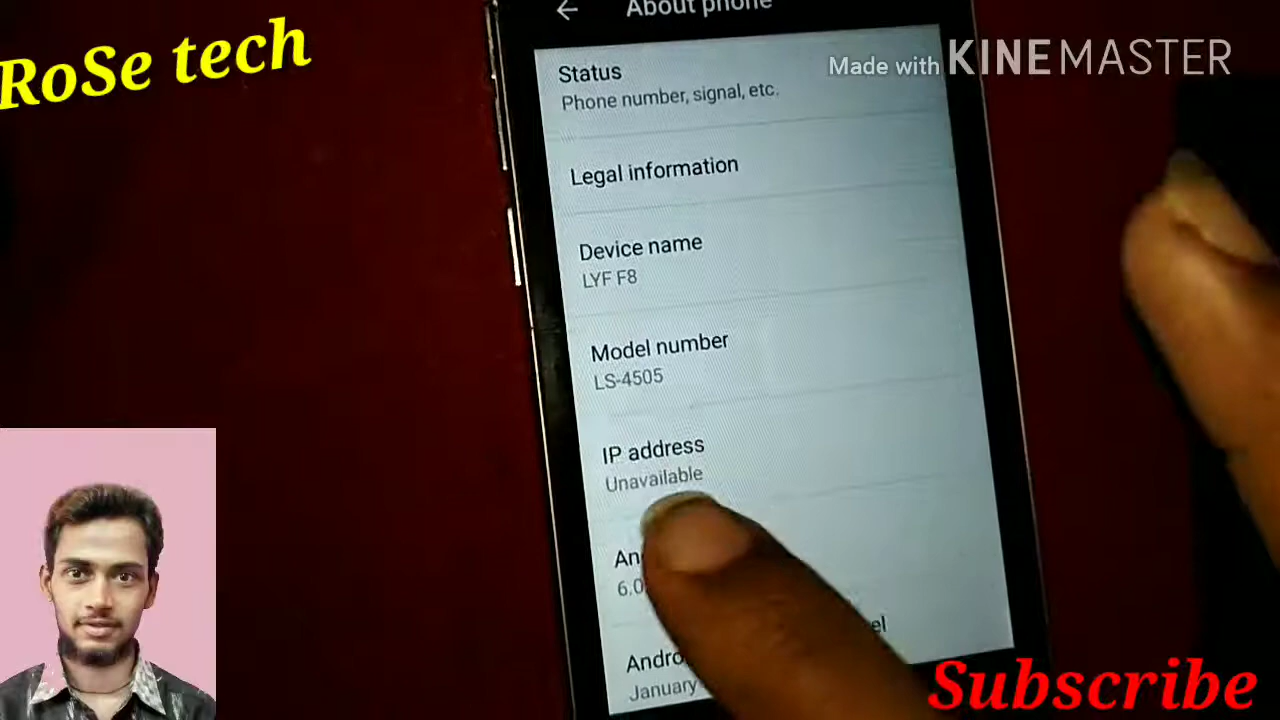 RoSe tech
Made with KINEMASTER
About phone
Status
Phone number, signal, etc.
Legal information
Device name
LYF F8
Model number
LS-4505
IP address
Unavailable
January
Subscribe